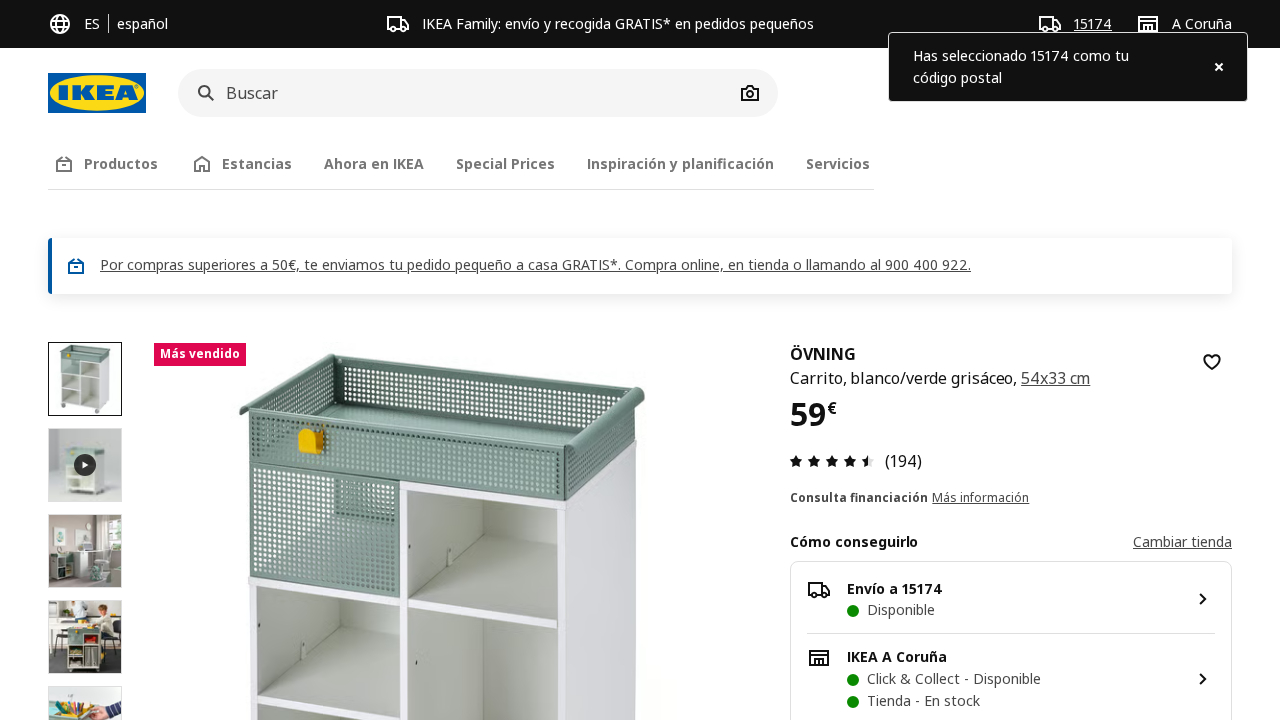 ES español
IKEA Family: envío y recogida GRATIS* en pedidos pequeños
15174
A Coruña
Has seleccionado 15174 como tu
código postal
IKEA
Buscar
Productos
Estancias
Ahora en IKEA
Special Prices
Inspiración y planificación
Servicios
Por compras superiores a 50€, te enviamos tu pedido pequeño a casa GRATIS*. Compra online, en tienda o llamando al 900 400 922.
Más vendido
ÖVNING
Carrito, blanco/verde grisáceo, 54x33 cm
59€
(194)
Consulta financiación Más información
Cómo conseguirlo
Cambiar tienda
Envío a 15174
Disponible
IKEA A Coruña
Click & Collect - Disponible
Tienda - En stock